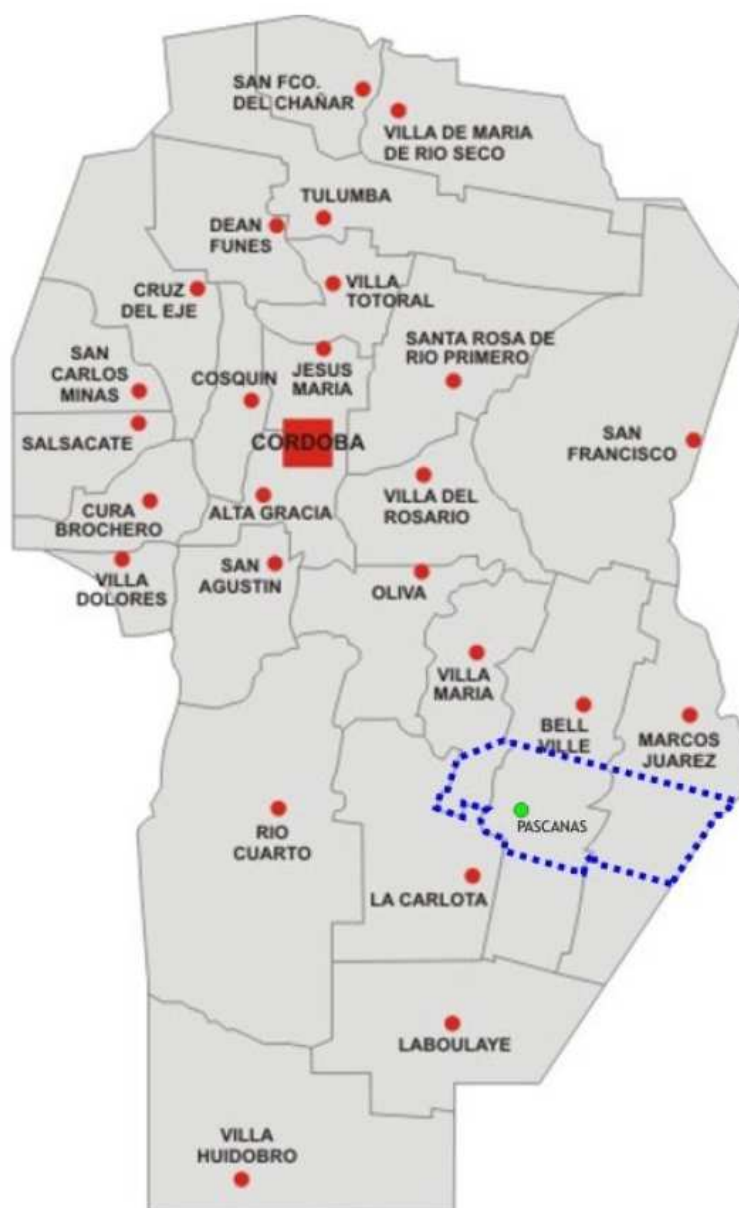 SAN FCO.
DEL CHAÑAR
VILLA DE MARIA
DE RIO SECO
TULUMBA
DEAN
FUNES
VILLA
TOTORAL
CRUZ
DEL EJE
SANTA ROSA DE
RIO PRIMERO
SAN
CARLOS
MINAS
JESUS
MARIA
COSQUIN
CORDOBA
SALSACATE
SAN
FRANCISCO
VILLA DEL
ROSARIO
CURA
BROCHERO
ALTA GRACIA
VILLA
DOLORES
SAN
AGUSTIN
OLIVA
VILLA
MARIA
BELL
VILLE
MARCOS
JUAREZ
PASCANAS
RIO
CUARTO
LA CARLOTA
LABOULAYE
VILLA
HUIDOBRO